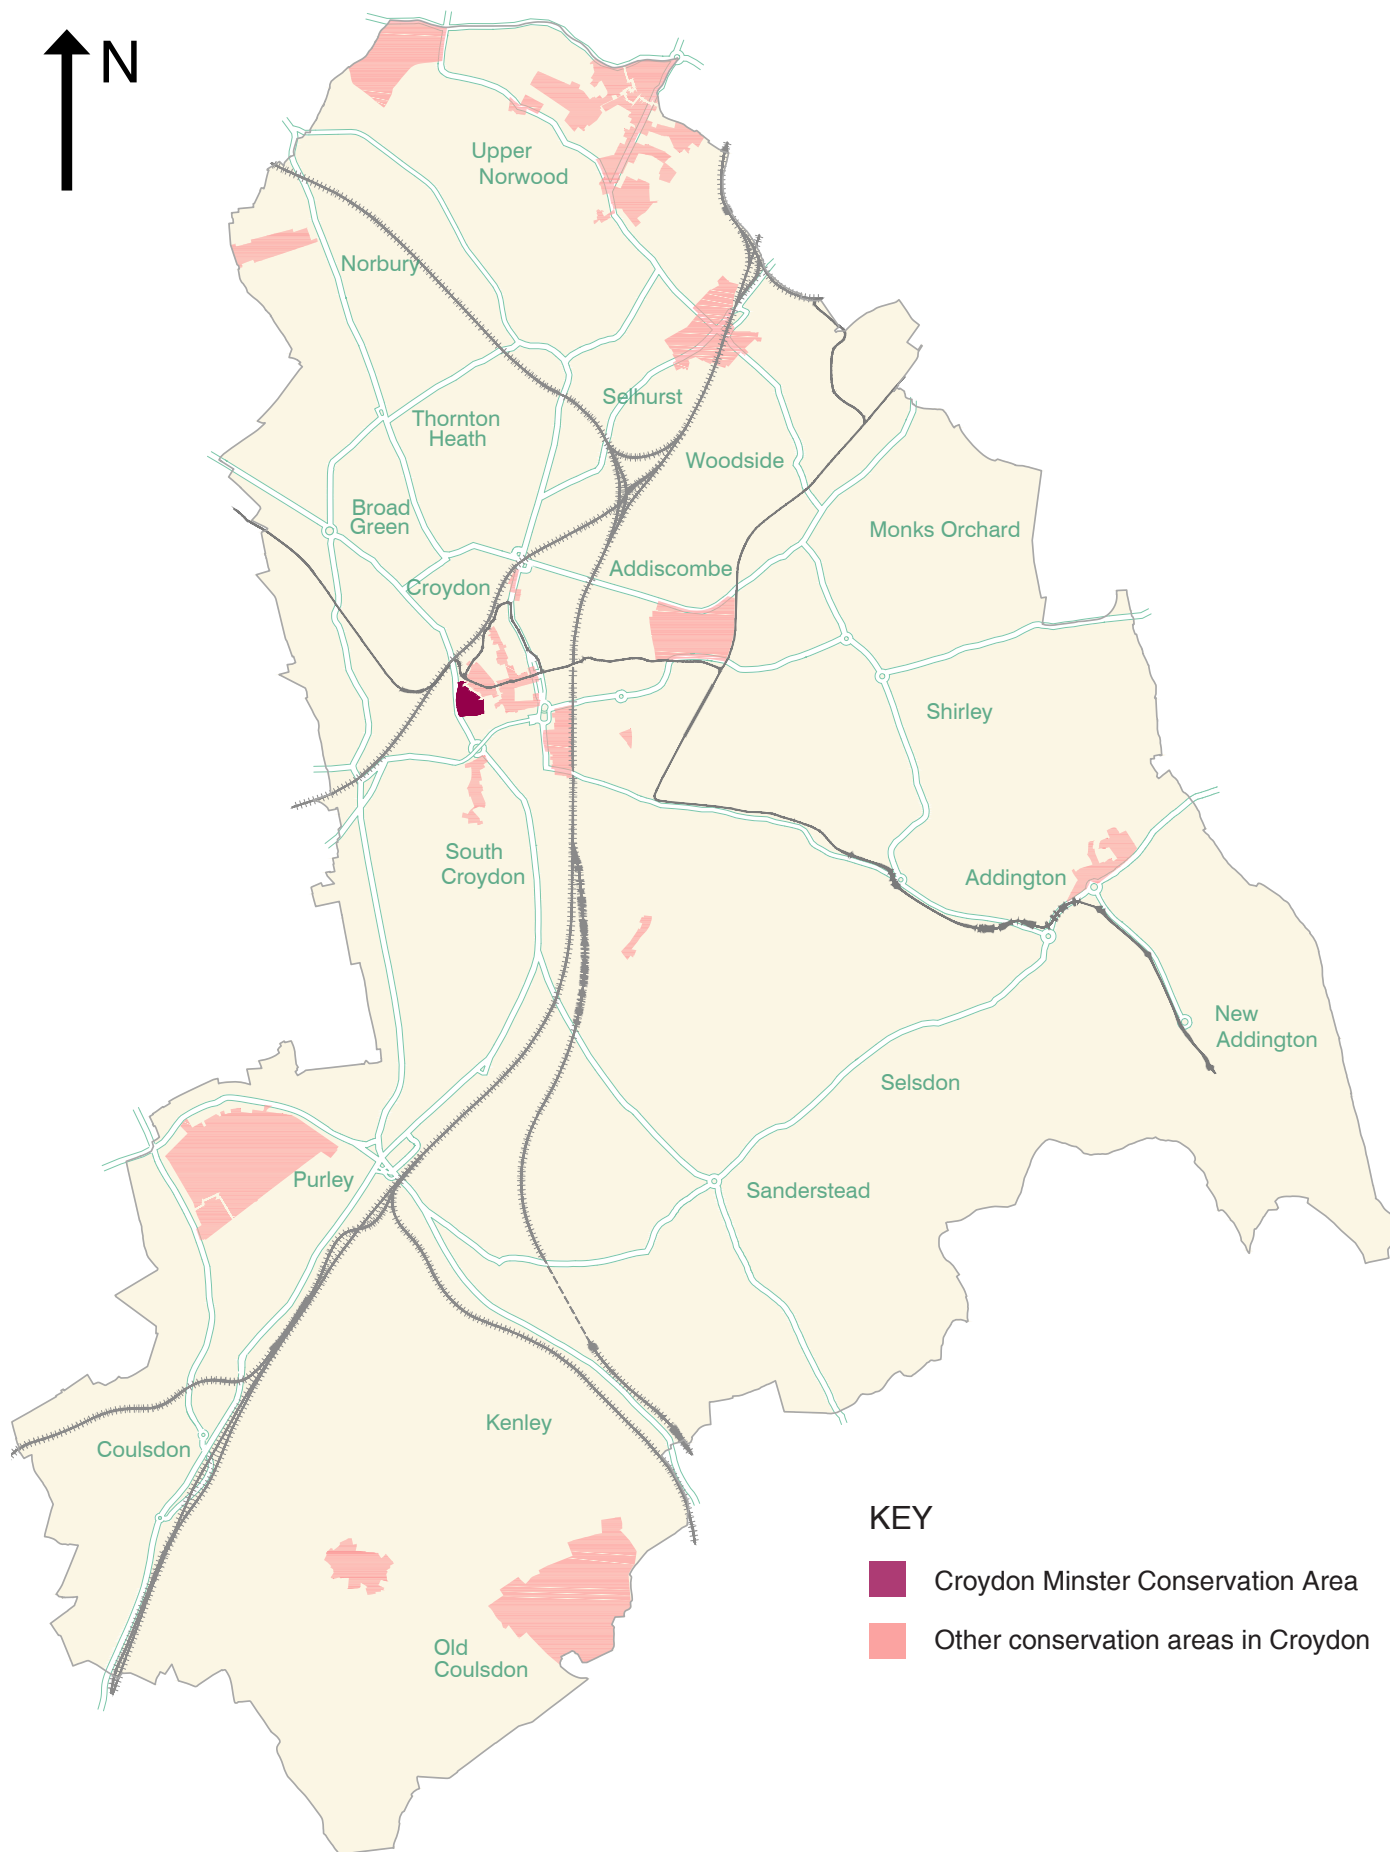 N
Upper
Norwood
Norbury
Selhurst
Thornton
Heath
Woodside
Broad
Green
Monks Orchard
Addiscombe
Croydon
Shirley
South
Croydon
Addington
New
Addington
Selsdon
Purley
Sanderstead
Kenley
Coulsdon
Old
Coulsdon
KEY
Croydon Minster Conservation Area
Other conservation areas in Croydon